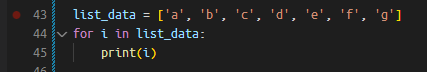 43 list_data = ['a', 'b', 'c', 'd', 'e', 'f', 'g']
44 for i in list_data:
45     print(i)